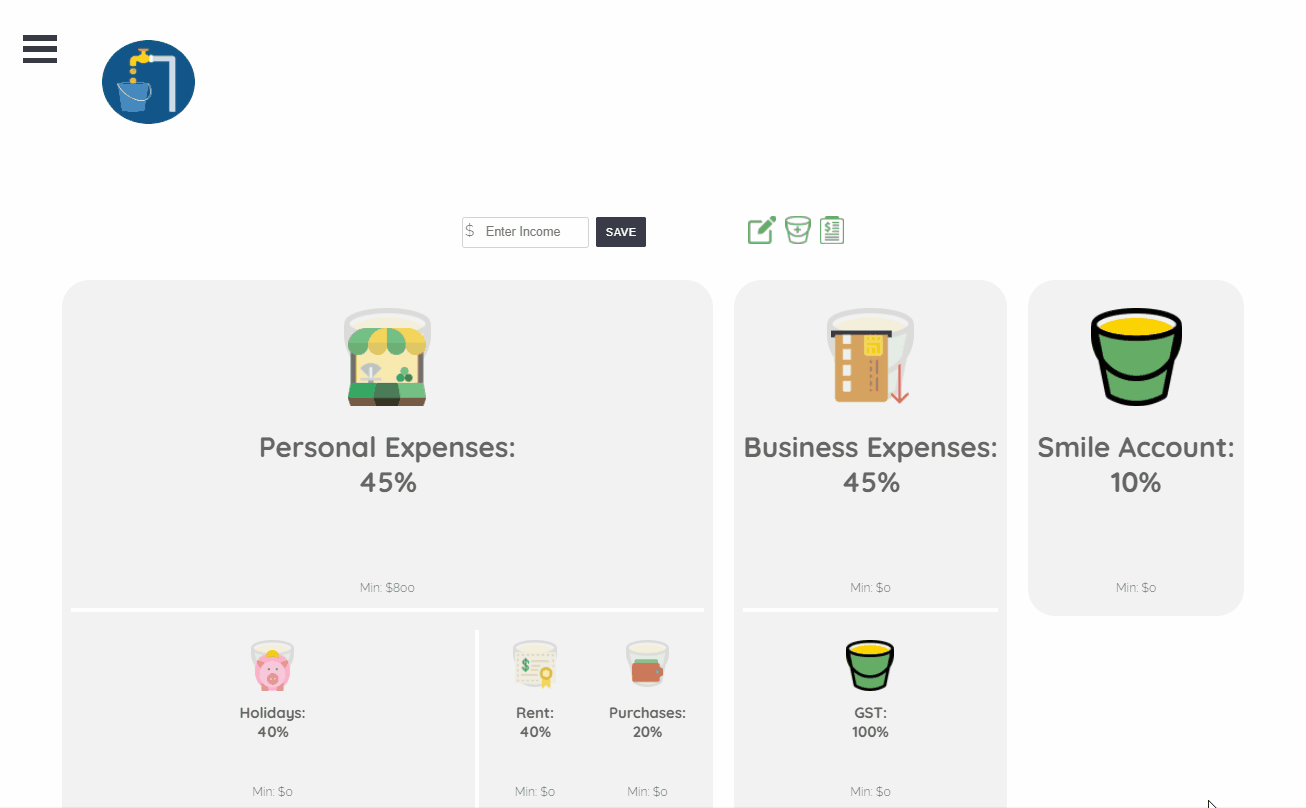 $ Enter Income SAVE
Personal Expenses:
45%
Min: $800
Business Expenses:
45%
Min: $0
Smile Account:
10%
Min: $0
Holidays:
40%
Min: $0
Rent:
40%
Min: $0
Purchases:
20%
Min: $0
GST:
100%
Min: $0